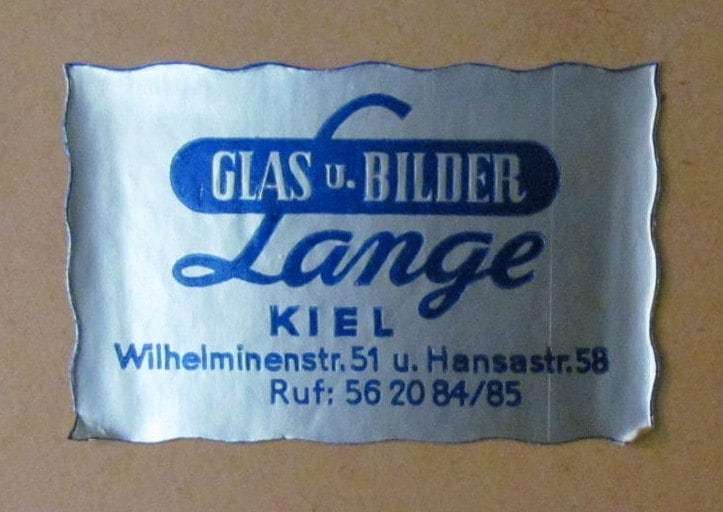 GLAS u. BILDER
Lange
KIEL
Wilhelminenstr. 51 u. Hansastr. 58
Ruf: 56 20 84/85